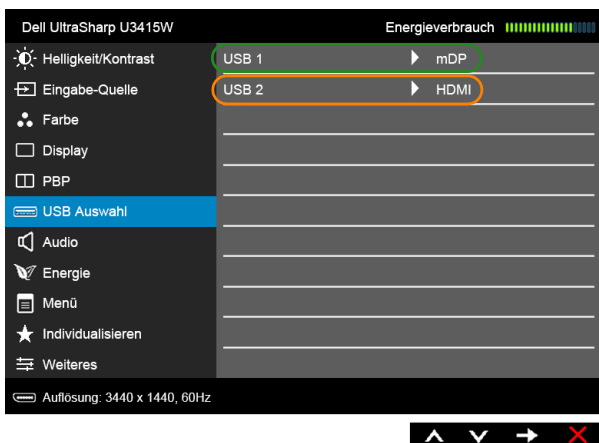 Dell UltraSharp U3415W Energieverbrauch
Helligkeit/Kontrast USB 1 mDP
Eingabe-Quelle USB 2 HDMI
Farbe
Display
PBP
USB Auswahl
Audio
Energie
Menü
Individualisieren
Weiteres
Auflösung: 3440 x 1440, 60Hz